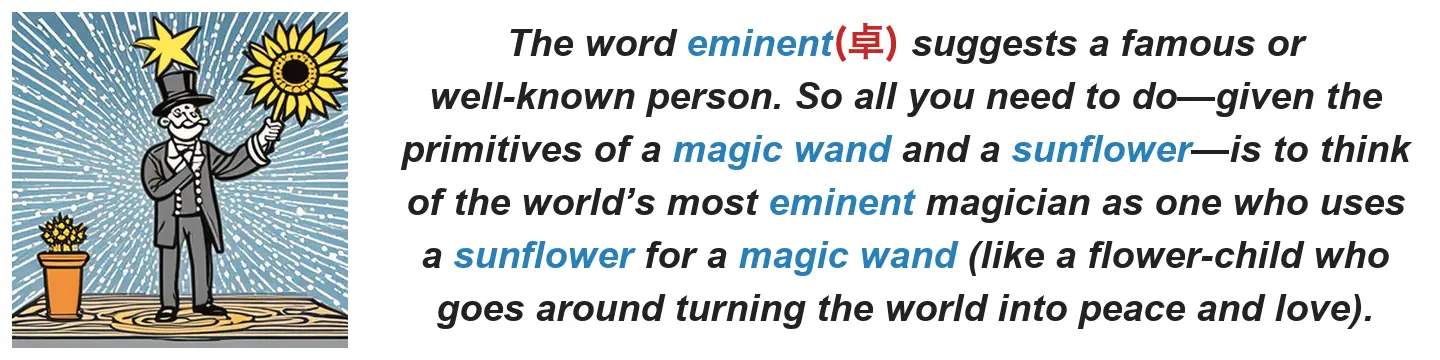 The word eminent(卓) suggests a famous or
well-known person. So all you need to do—given the
primitives of a magic wand and a sunflower—is to think
of the world’s most eminent magician as one who uses
a sunflower for a magic wand (like a flower-child who
goes around turning the world into peace and love).